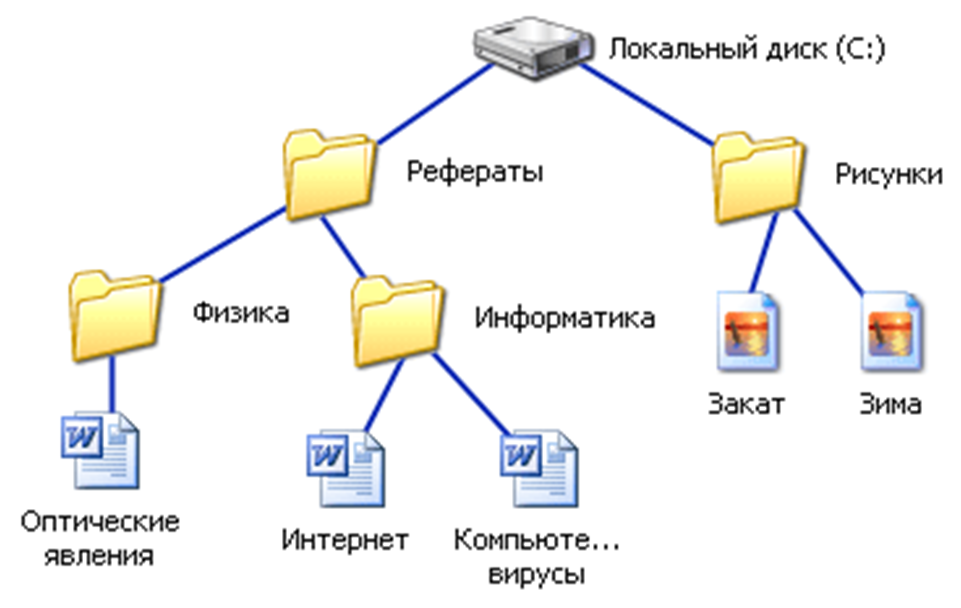 Локальный диск (C:)
Рефераты
Рисунки
Физика
Информатика
Закат
Зима
Оптические
явления
Интернет
Компьюте...
вирусы